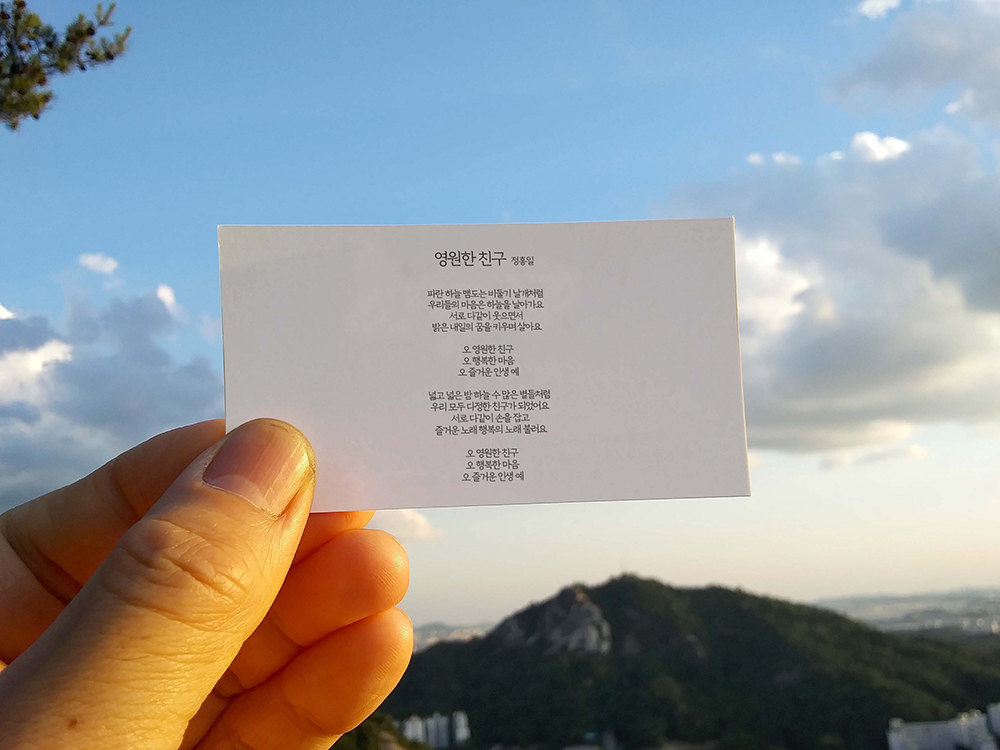 영원한 친구 정홍일
파란 하늘 맴도는 비둘기 날개처럼
우리들의 마음은 하늘을 날아가요
서로 다같이 웃으면서
밝은 내일의 꿈을 키우며 살아요
오 영원한 친구
오 행복한 마음
오 즐거운 인생 예
넓고 넓은 밤 하늘 수 많은 별들처럼
우리 모두 다정한 친구가 되었어요
서로 다같이 손을 잡고
즐거운 노래 행복의 노래 불러요
오 영원한 친구
오 행복한 마음
오 즐거운 인생 예